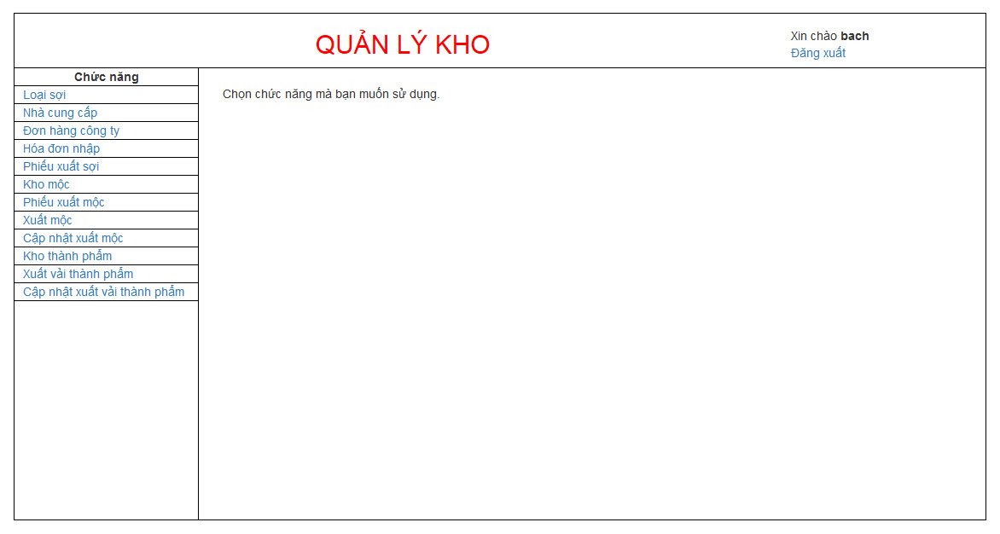 QUẢN LÝ KHO
Xin chào bach
Đăng xuất
Chức năng
Loại sợi
Nhà cung cấp
Đơn hàng công ty
Hóa đơn nhập
Phiếu xuất sợi
Kho mộc
Phiếu xuất mộc
Xuất mộc
Cập nhật xuất mộc
Kho thành phẩm
Xuất vải thành phẩm
Cập nhật xuất vải thành phẩm
Chọn chức năng mà bạn muốn sử dụng.